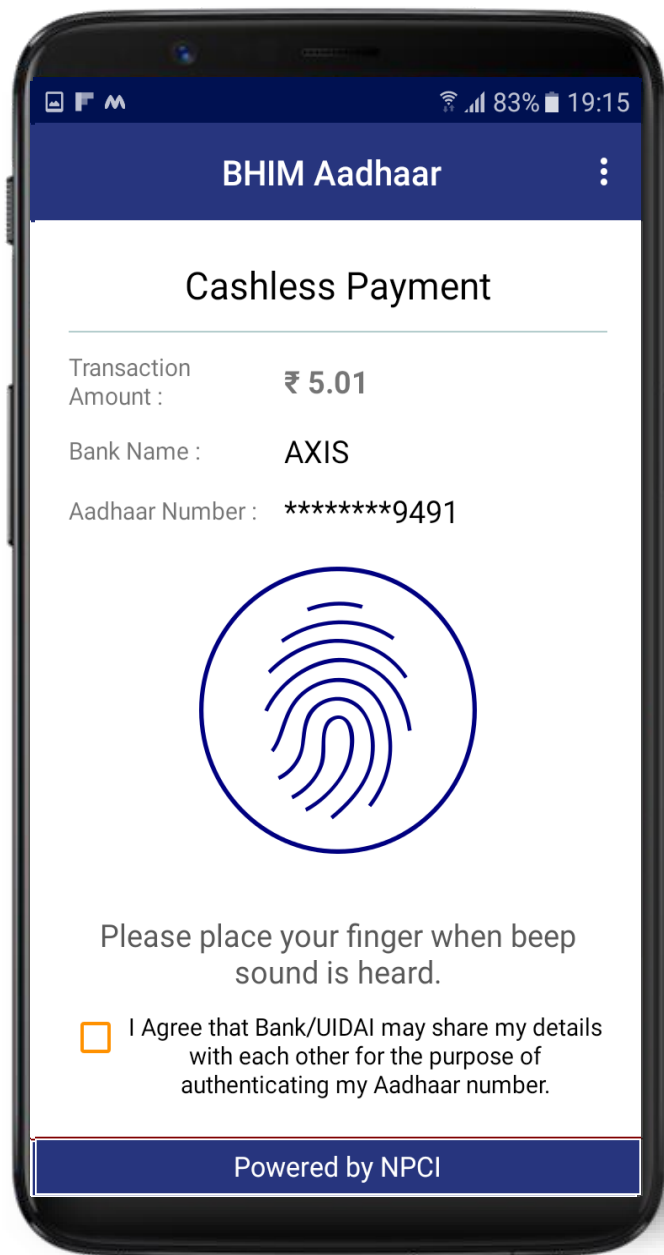 83% 19:15
BHIM Aadhaar
Cashless Payment
Transaction
Amount :
₹ 5.01
Bank Name :
AXIS
Aadhaar Number :
********9491
Please place your finger when beep
sound is heard.
I Agree that Bank/UIDAI may share my details
with each other for the purpose of
authenticating my Aadhaar number.
Powered by NPCI